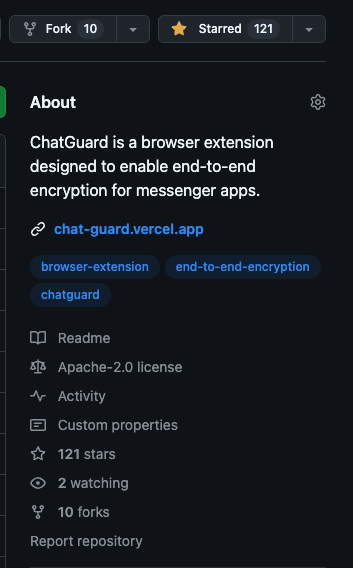 Fork 10 Starred 121
About
ChatGuard is a browser extension
designed to enable end-to-end
encryption for messenger apps.
chat-guard.vercel.app
browser-extension end-to-end-encryption
chatguard
Readme
Apache-2.0 license
Activity
Custom properties
121 stars
2 watching
10 forks
Report repository